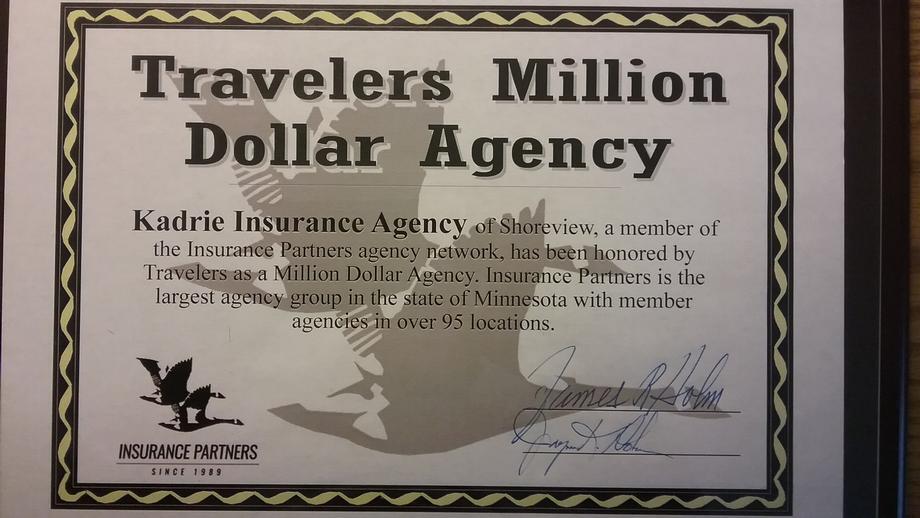 Travelers Million
Dollar Agency
Kadrie Insurance Agency of Shoreview, a member of
the Insurance Partners agency network, has been honored by
Travelers as a Million Dollar Agency. Insurance Partners is the
largest agency group in the state of Minnesota with member
agencies in over 95 locations.
James R Holm
INSURANCE PARTNERS
SINCE 1989